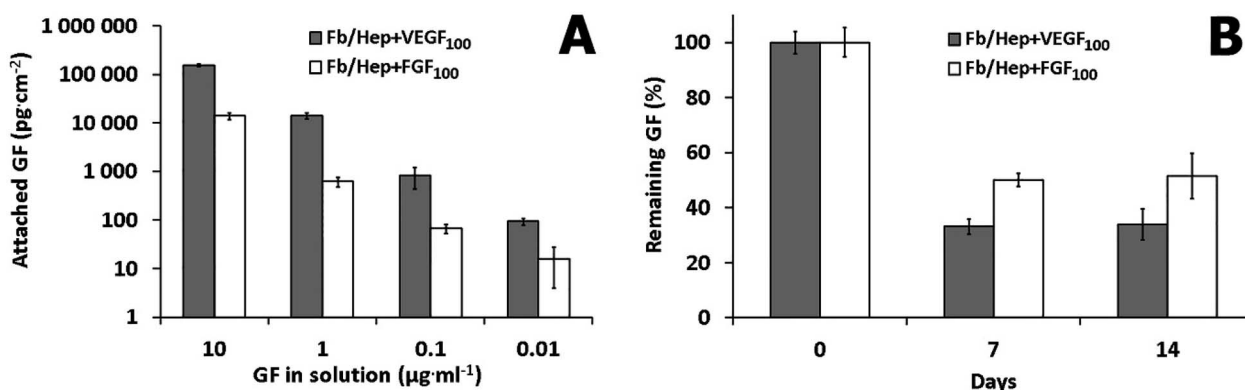 A
Fb/Hep+VEGF₁₀₀
Fb/Hep+FGF₁₀₀
Attached GF (pg·cm⁻²)
1 000 000
100 000
10 000
1 000
100
10
1
10 1 0.1 0.01
GF in solution (µg·ml⁻¹)
B
Fb/Hep+VEGF₁₀₀
Fb/Hep+FGF₁₀₀
Remaining GF (%)
100
80
60
40
20
0
0 7 14
Days